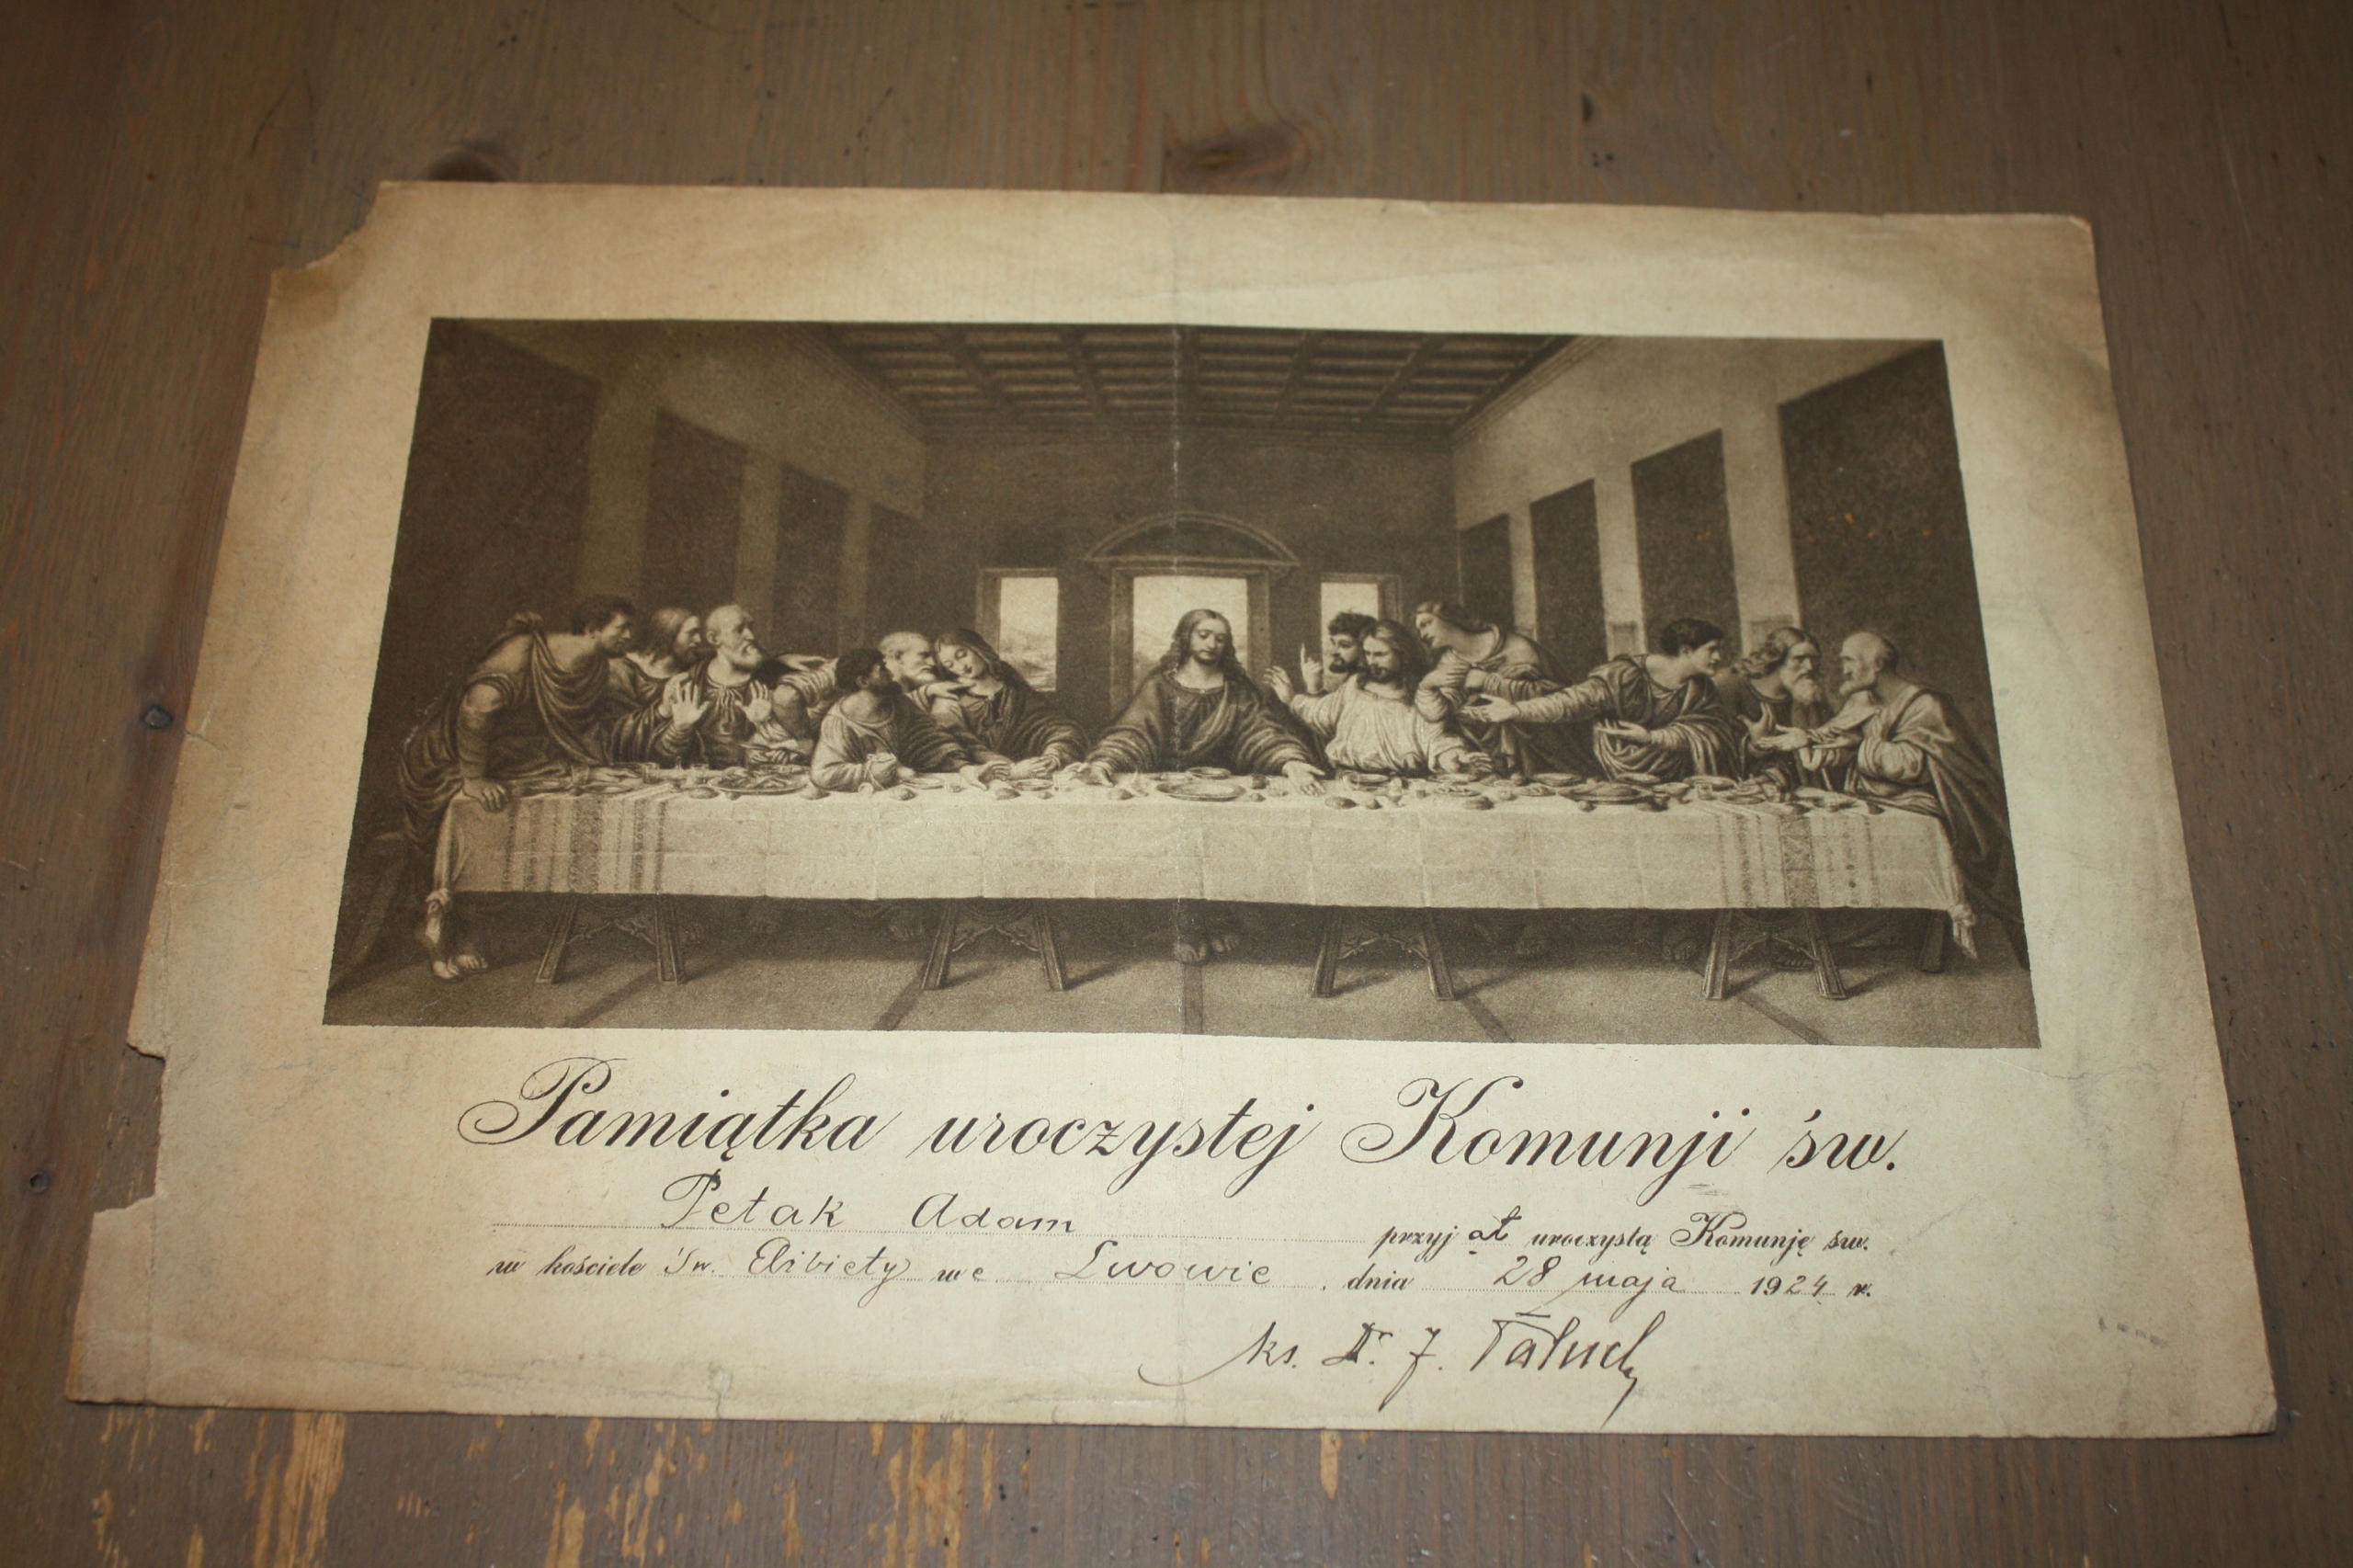 Pamiątka uroczystej Komunji św.
Petak Adam przyjął uroczystą Komunję św.
w kościele Św. Elżbiety we Lwowie, dnia 28 maja 1924 r.
ks. Dr. J.